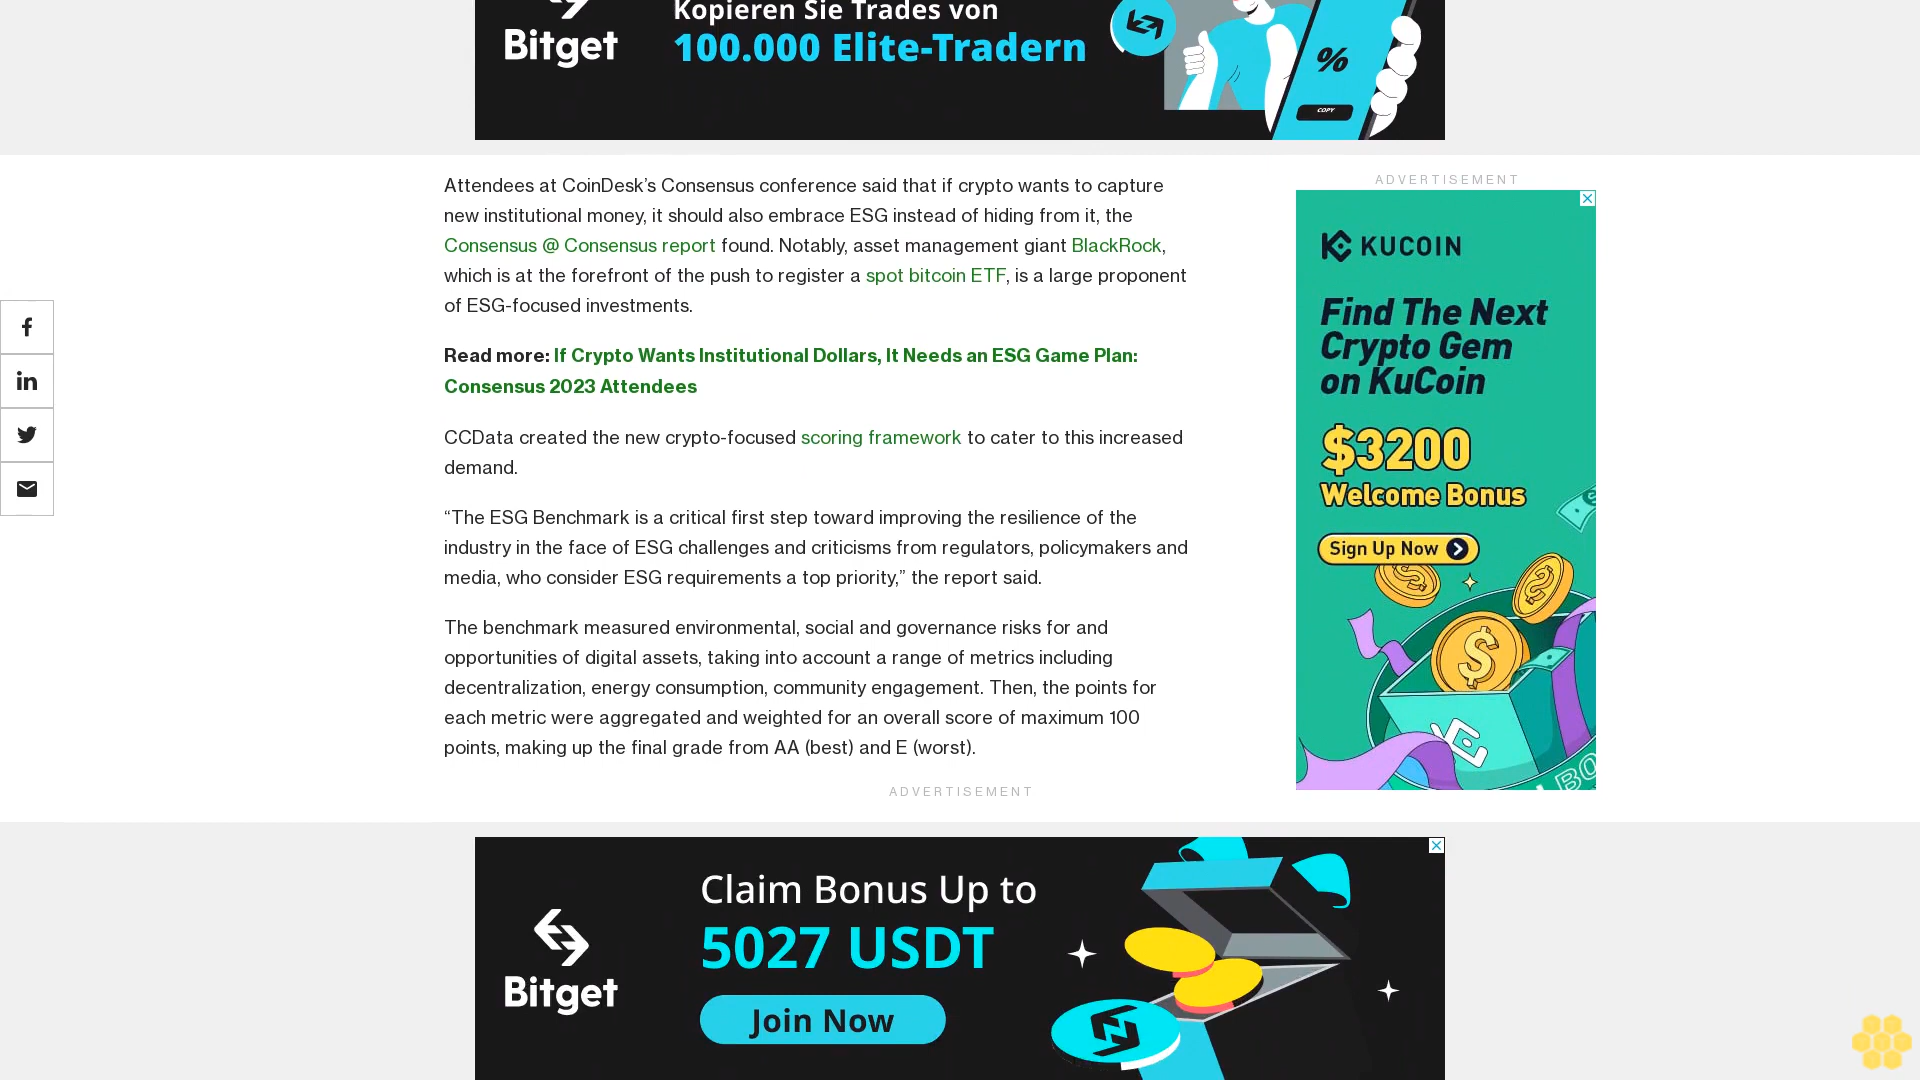 Kopieren Sie Trades von
100.000 Elite-Tradern
Bitget
%
COPY
Attendees at CoinDesk’s Consensus conference said that if crypto wants to capture
new institutional money, it should also embrace ESG instead of hiding from it, the
Consensus @ Consensus report found. Notably, asset management giant BlackRock,
which is at the forefront of the push to register a spot bitcoin ETF, is a large proponent
of ESG-focused investments.
Read more: If Crypto Wants Institutional Dollars, It Needs an ESG Game Plan:
Consensus 2023 Attendees
CCData created the new crypto-focused scoring framework to cater to this increased
demand.
“The ESG Benchmark is a critical first step toward improving the resilience of the
industry in the face of ESG challenges and criticisms from regulators, policymakers and
media, who consider ESG requirements a top priority,” the report said.
The benchmark measured environmental, social and governance risks for and
opportunities of digital assets, taking into account a range of metrics including
decentralization, energy consumption, community engagement. Then, the points for
each metric were aggregated and weighted for an overall score of maximum 100
points, making up the final grade from AA (best) and E (worst).
ADVERTISEMENT
KUCOIN
Find The Next
Crypto Gem
on KuCoin
$3200
Welcome Bonus
Sign Up Now
ADVERTISEMENT
Claim Bonus Up to
5027 USDT
Join Now
Bitget